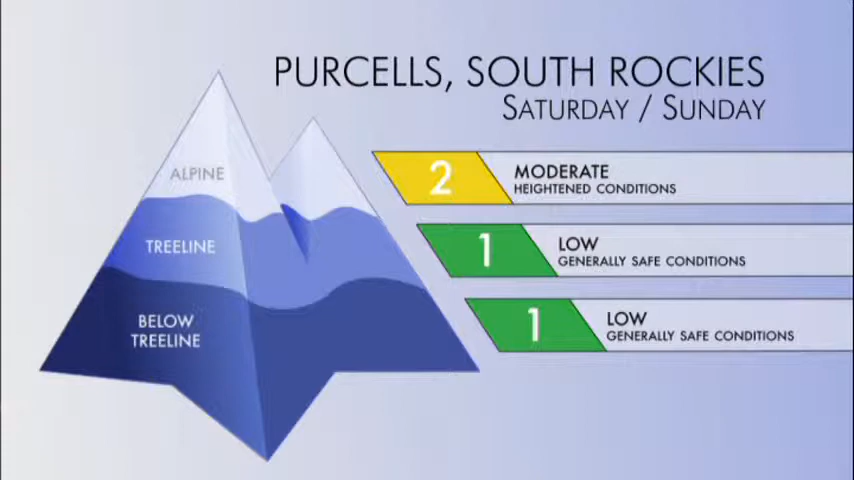 PURCELLS, SOUTH ROCKIES
SATURDAY / SUNDAY
ALPINE
2
MODERATE
HEIGHTENED CONDITIONS
TREELINE
1
LOW
GENERALLY SAFE CONDITIONS
BELOW
TREELINE
1
LOW
GENERALLY SAFE CONDITIONS